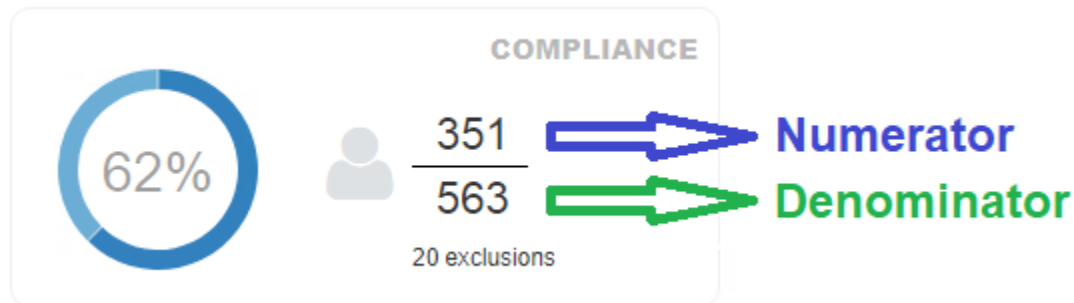 COMPLIANCE
62%
351
Numerator
563
Denominator
20 exclusions